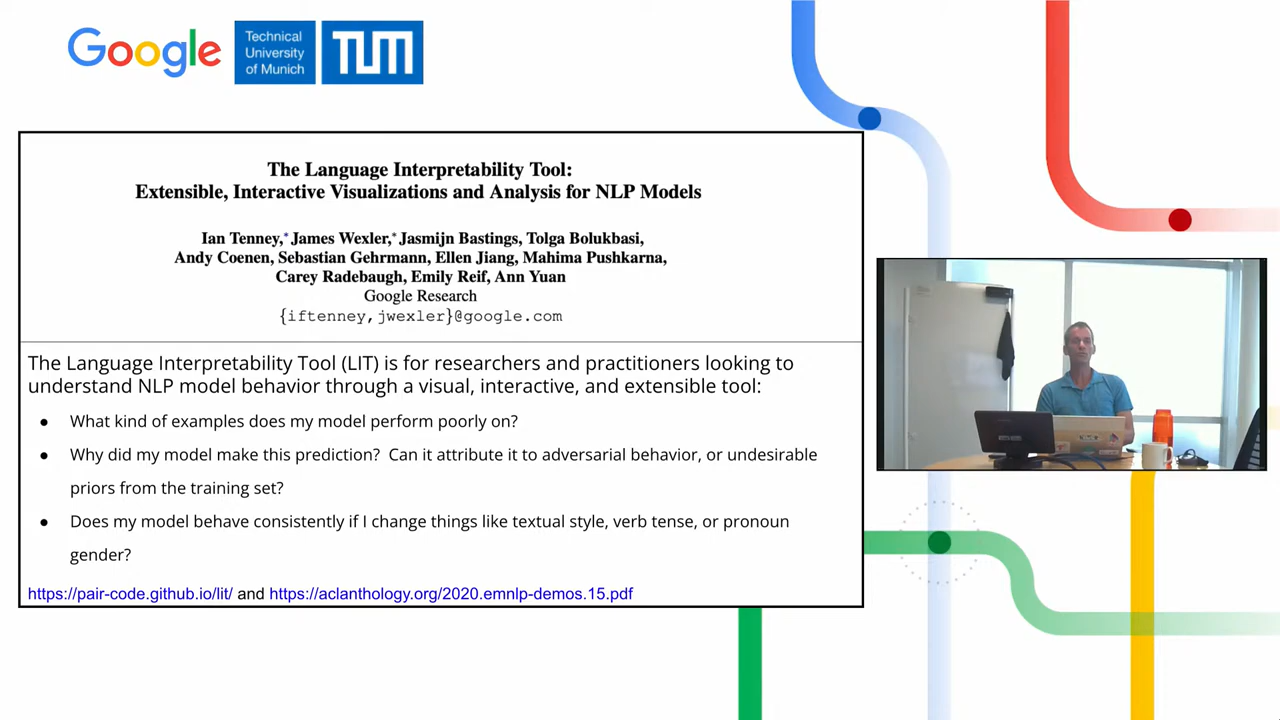 Google
Technical
University
of Munich
TUM
The Language Interpretability Tool:
Extensible, Interactive Visualizations and Analysis for NLP Models
Ian Tenney,* James Wexler,* Jasmijn Bastings, Tolga Bolukbasi,
Andy Coenen, Sebastian Gehrmann, Ellen Jiang, Mahima Pushkarna,
Carey Radebaugh, Emily Reif, Ann Yuan
Google Research
{iftenney,jwexler}@google.com
The Language Interpretability Tool (LIT) is for researchers and practitioners looking to
understand NLP model behavior through a visual, interactive, and extensible tool:
● What kind of examples does my model perform poorly on?
● Why did my model make this prediction? Can it attribute it to adversarial behavior, or undesirable
priors from the training set?
● Does my model behave consistently if I change things like textual style, verb tense, or pronoun
gender?
https://pair-code.github.io/lit/ and https://aclanthology.org/2020.emnlp-demos.15.pdf